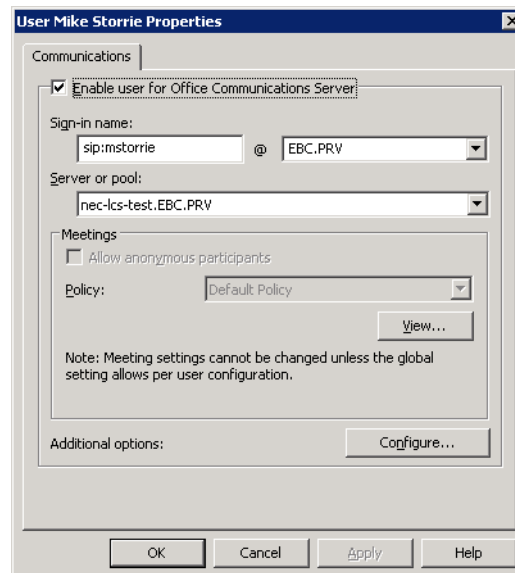 User Mike Storrie Properties
Communications
Enable user for Office Communications Server
Sign-in name:
sip:mstorrie @ EBC.PRV
Server or pool:
nec-lcs-test.EBC.PRV
Meetings
Allow anonymous participants
Policy: Default Policy
View...
Note: Meeting settings cannot be changed unless the global
setting allows per user configuration.
Additional options: Configure...
OK Cancel Apply Help